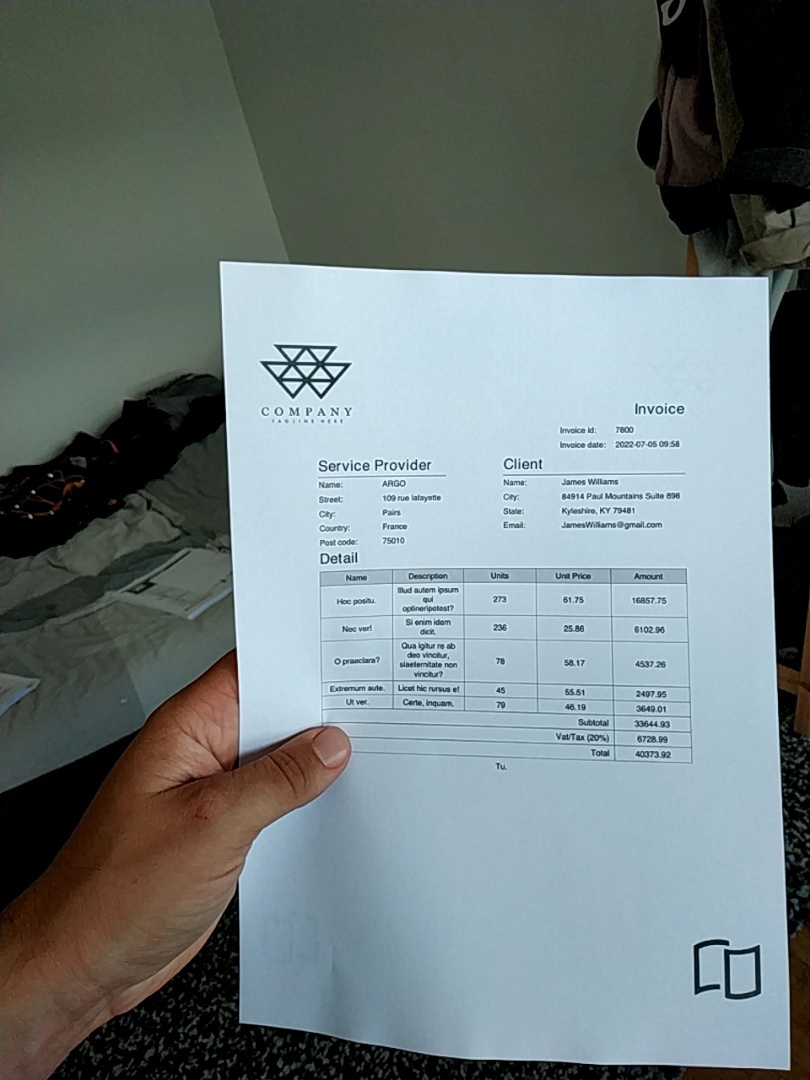 COMPANY
TAGLINE HERE
Invoice
Invoice id: 7800
Invoice date: 2022-07-05 09:58
Service Provider
Name: ARGO
Street: 109 rue lafayette
City: Pairs
Country: France
Post code: 75010
Client
Name: James Williams
City: 84914 Paul Mountains Suite 896
State: Kyleshire, KY 79481
Email: JamesWilliams@gmail.com
Detail
Name Description Units Unit Price Amount
Hoc positu. Illud autem ipsum qui optineripotest? 273 61.75 16857.75
Nec ver! Si enim idem dicit. 236 25.86 6102.96
O praeclara? Qua igitur re ab deo vincitur, siaeternitate non vincitur? 78 58.17 4537.26
Extremum aute. Licet hic rursus e! 45 55.51 2497.95
Ut ver. Certe, inquam. 79 46.19 3649.01
Subtotal 33644.93
Vat/Tax (20%) 6728.99
Total 40373.92
Tu.